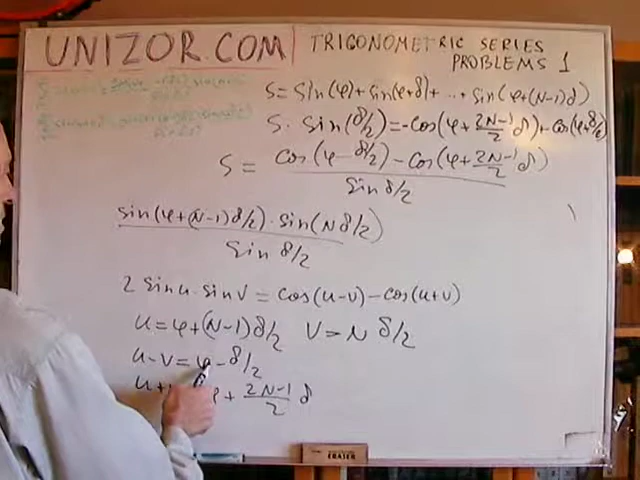 UNIZOR.COM
TRIGONOMETRIC SERIES
PROBLEMS 1
S = sin(φ) + sin(φ+δ) + ... sin(φ+(N-1)δ)
S · sin(δ/2) = -cos(φ + 2N-1/2 δ) + cos(φ+δ/2)
S = cos(φ-δ/2) - cos(φ + 2N-1/2 δ)
sin δ/2
sin(φ+(N-1)δ/2) · sin(Nδ/2)
sin δ/2
2 sin u · sin v = cos(u-v) - cos(u+v)
u = φ+(N-1)δ/2 v = N δ/2
u-v = φ - δ/2
u+ φ + 2N-1/2 δ
ERASER